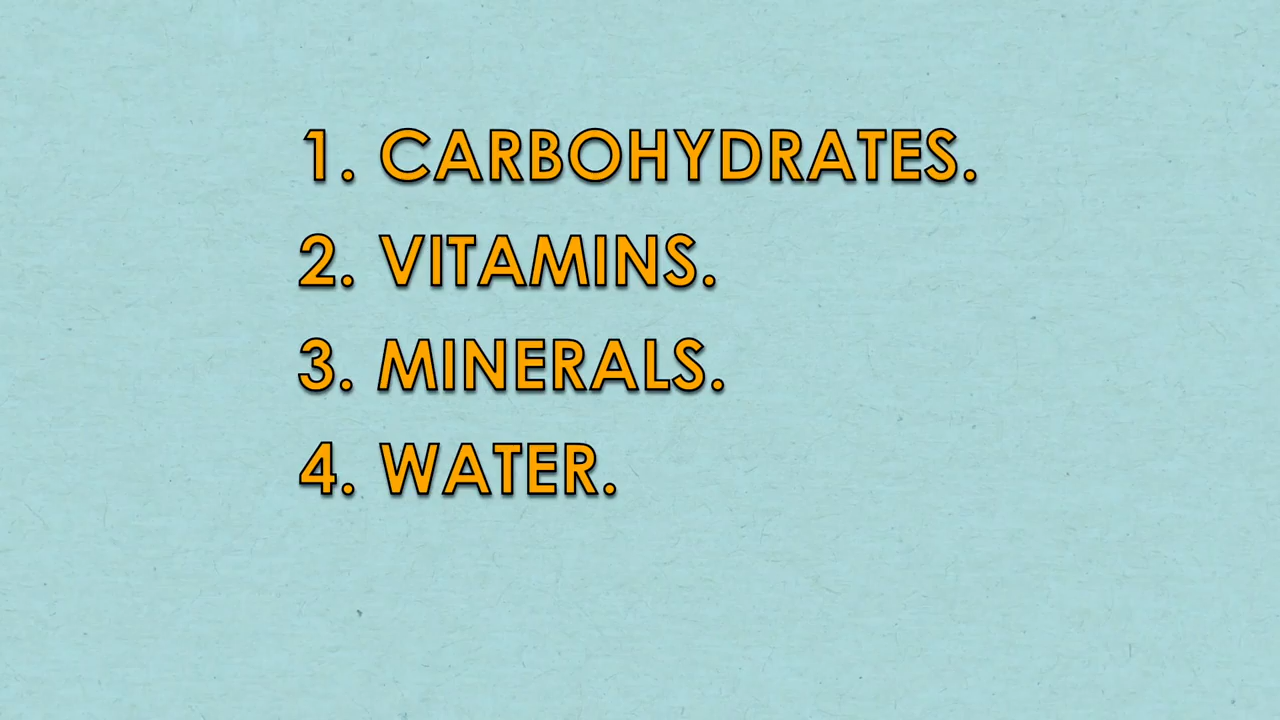 1. CARBOHYDRATES.
2. VITAMINS.
3. MINERALS.
4. WATER.